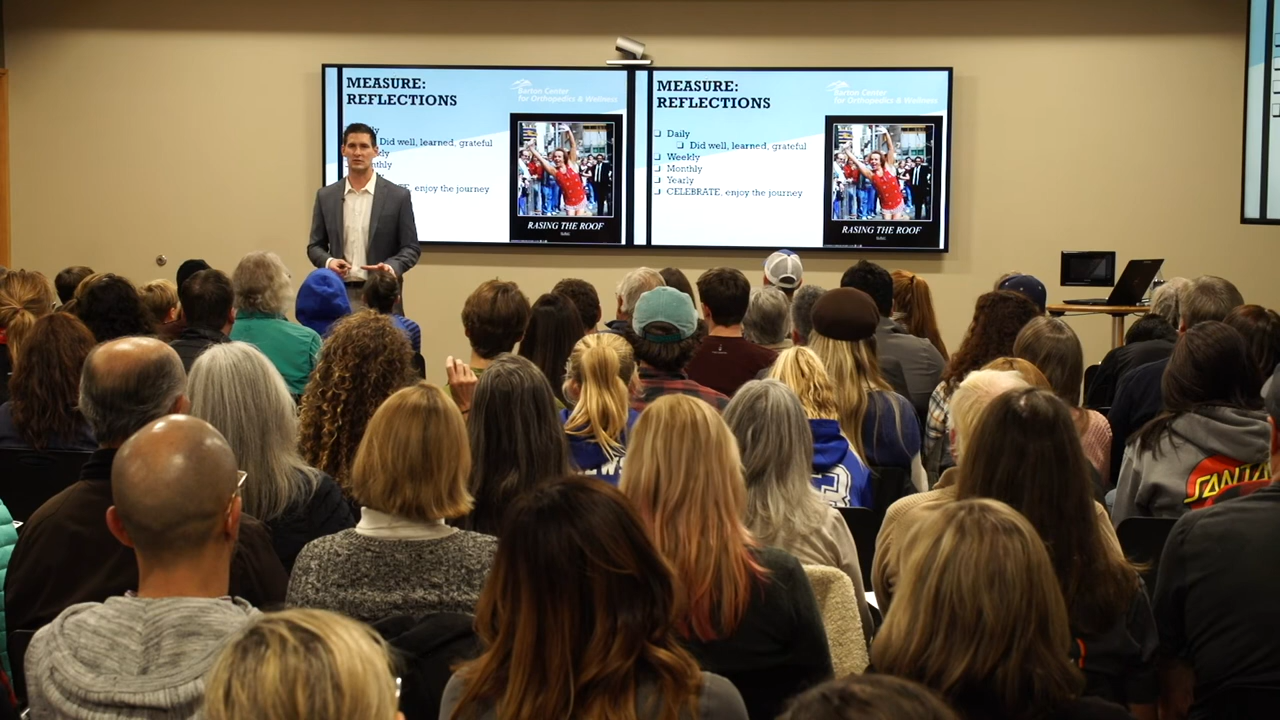 MEASURE:
REFLECTIONS
Barton Center
for Orthopedics & Wellness
Did well, learned, grateful
enjoy the journey
RASING THE ROOF
MEASURE:
REFLECTIONS
Barton Center
for Orthopedics & Wellness
❑ Daily
❑ Did well, learned, grateful
❑ Weekly
❑ Monthly
❑ Yearly
❑ CELEBRATE, enjoy the journey
RASING THE ROOF
SANTA